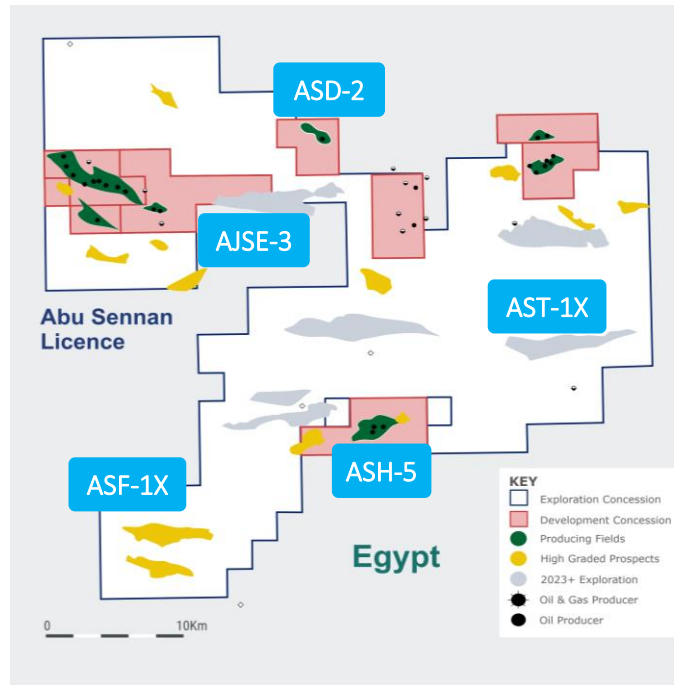 ASD-2
AJSE-3
Abu Sennan
Licence
AST-1X
ASH-5
ASF-1X
Egypt
KEY
Exploration Concession
Development Concession
Producing Fields
High Graded Prospects
2023+ Exploration
Oil & Gas Producer
Oil Producer
0 10Km